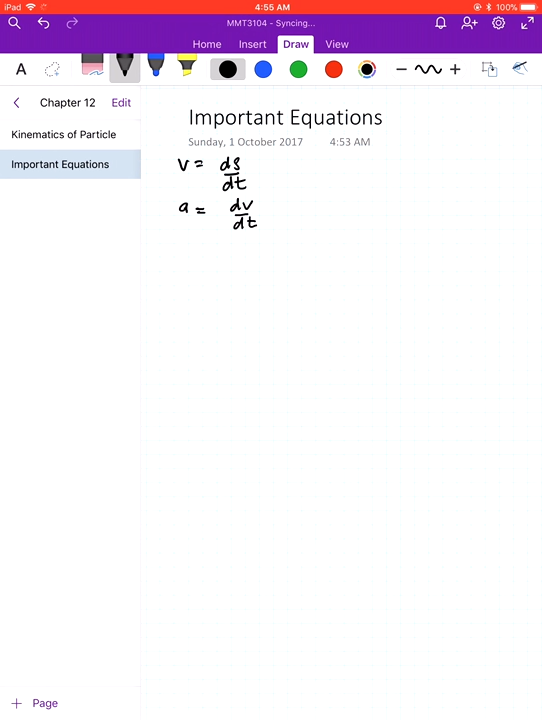 iPad 4:55 AM 100%
MMT3104 - Syncing...
Home Insert Draw View
A
Chapter 12 Edit
Kinematics of Particle
Important Equations
Important Equations
Sunday, 1 October 2017 4:53 AM
v = ds/dt
a = dv/dt
+ Page